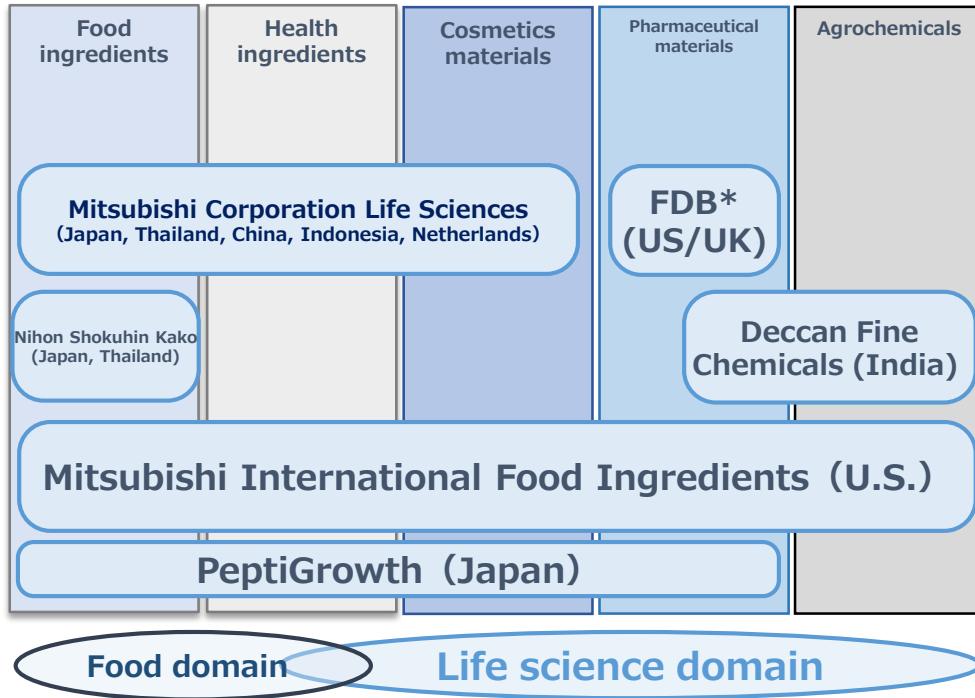 Food
ingredients
Health
ingredients
Cosmetics
materials
Pharmaceutical
materials
Agrochemicals
Mitsubishi Corporation Life Sciences
（Japan, Thailand, China, Indonesia, Netherlands）
FDB*
(US/UK)
Nihon Shokuhin Kako
(Japan, Thailand)
Deccan Fine
Chemicals (India)
Mitsubishi International Food Ingredients（U.S.）
PeptiGrowth（Japan）
Food domain
Life science domain